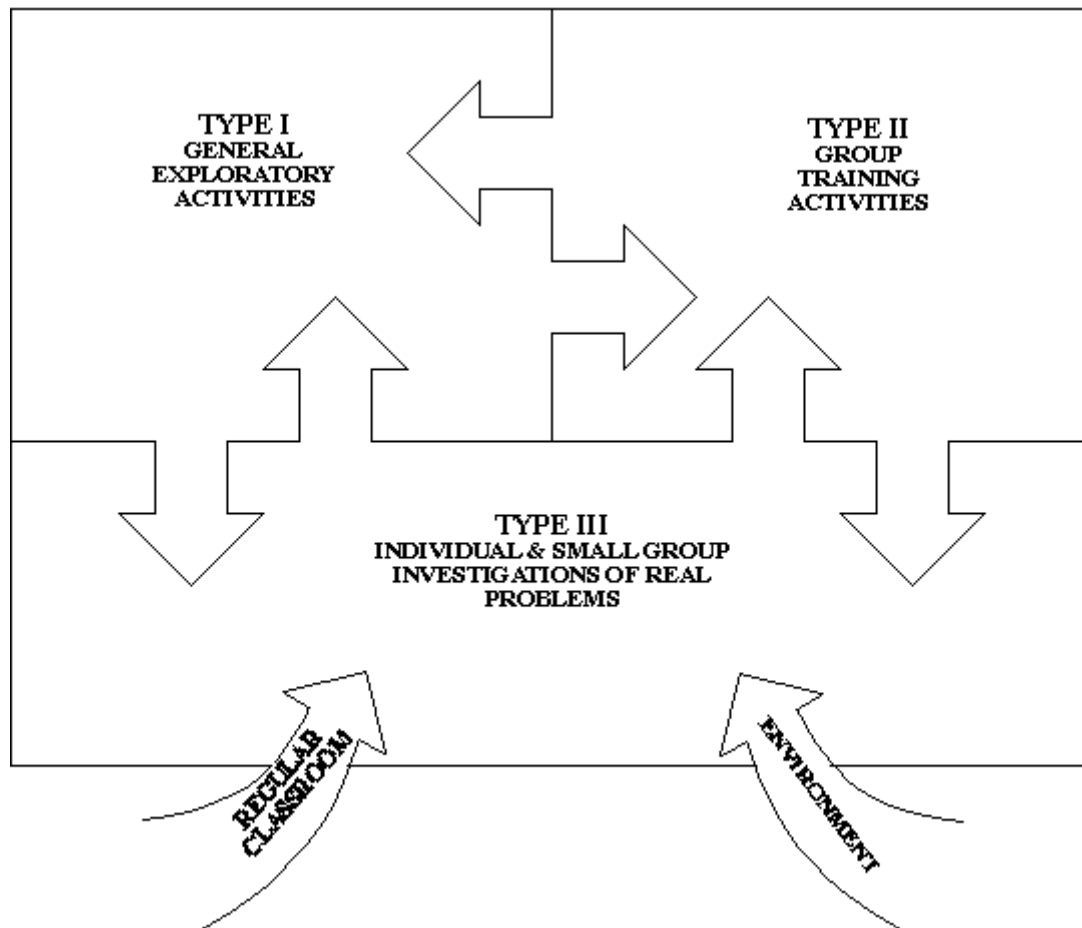 TYPE I
GENERAL
EXPLORATORY
ACTIVITIES
TYPE II
GROUP
TRAINING
ACTIVITIES
TYPE III
INDIVIDUAL & SMALL GROUP
INVESTIGATIONS OF REAL
PROBLEMS
REGULAR
CLASSROOM
ENVIRONMENT